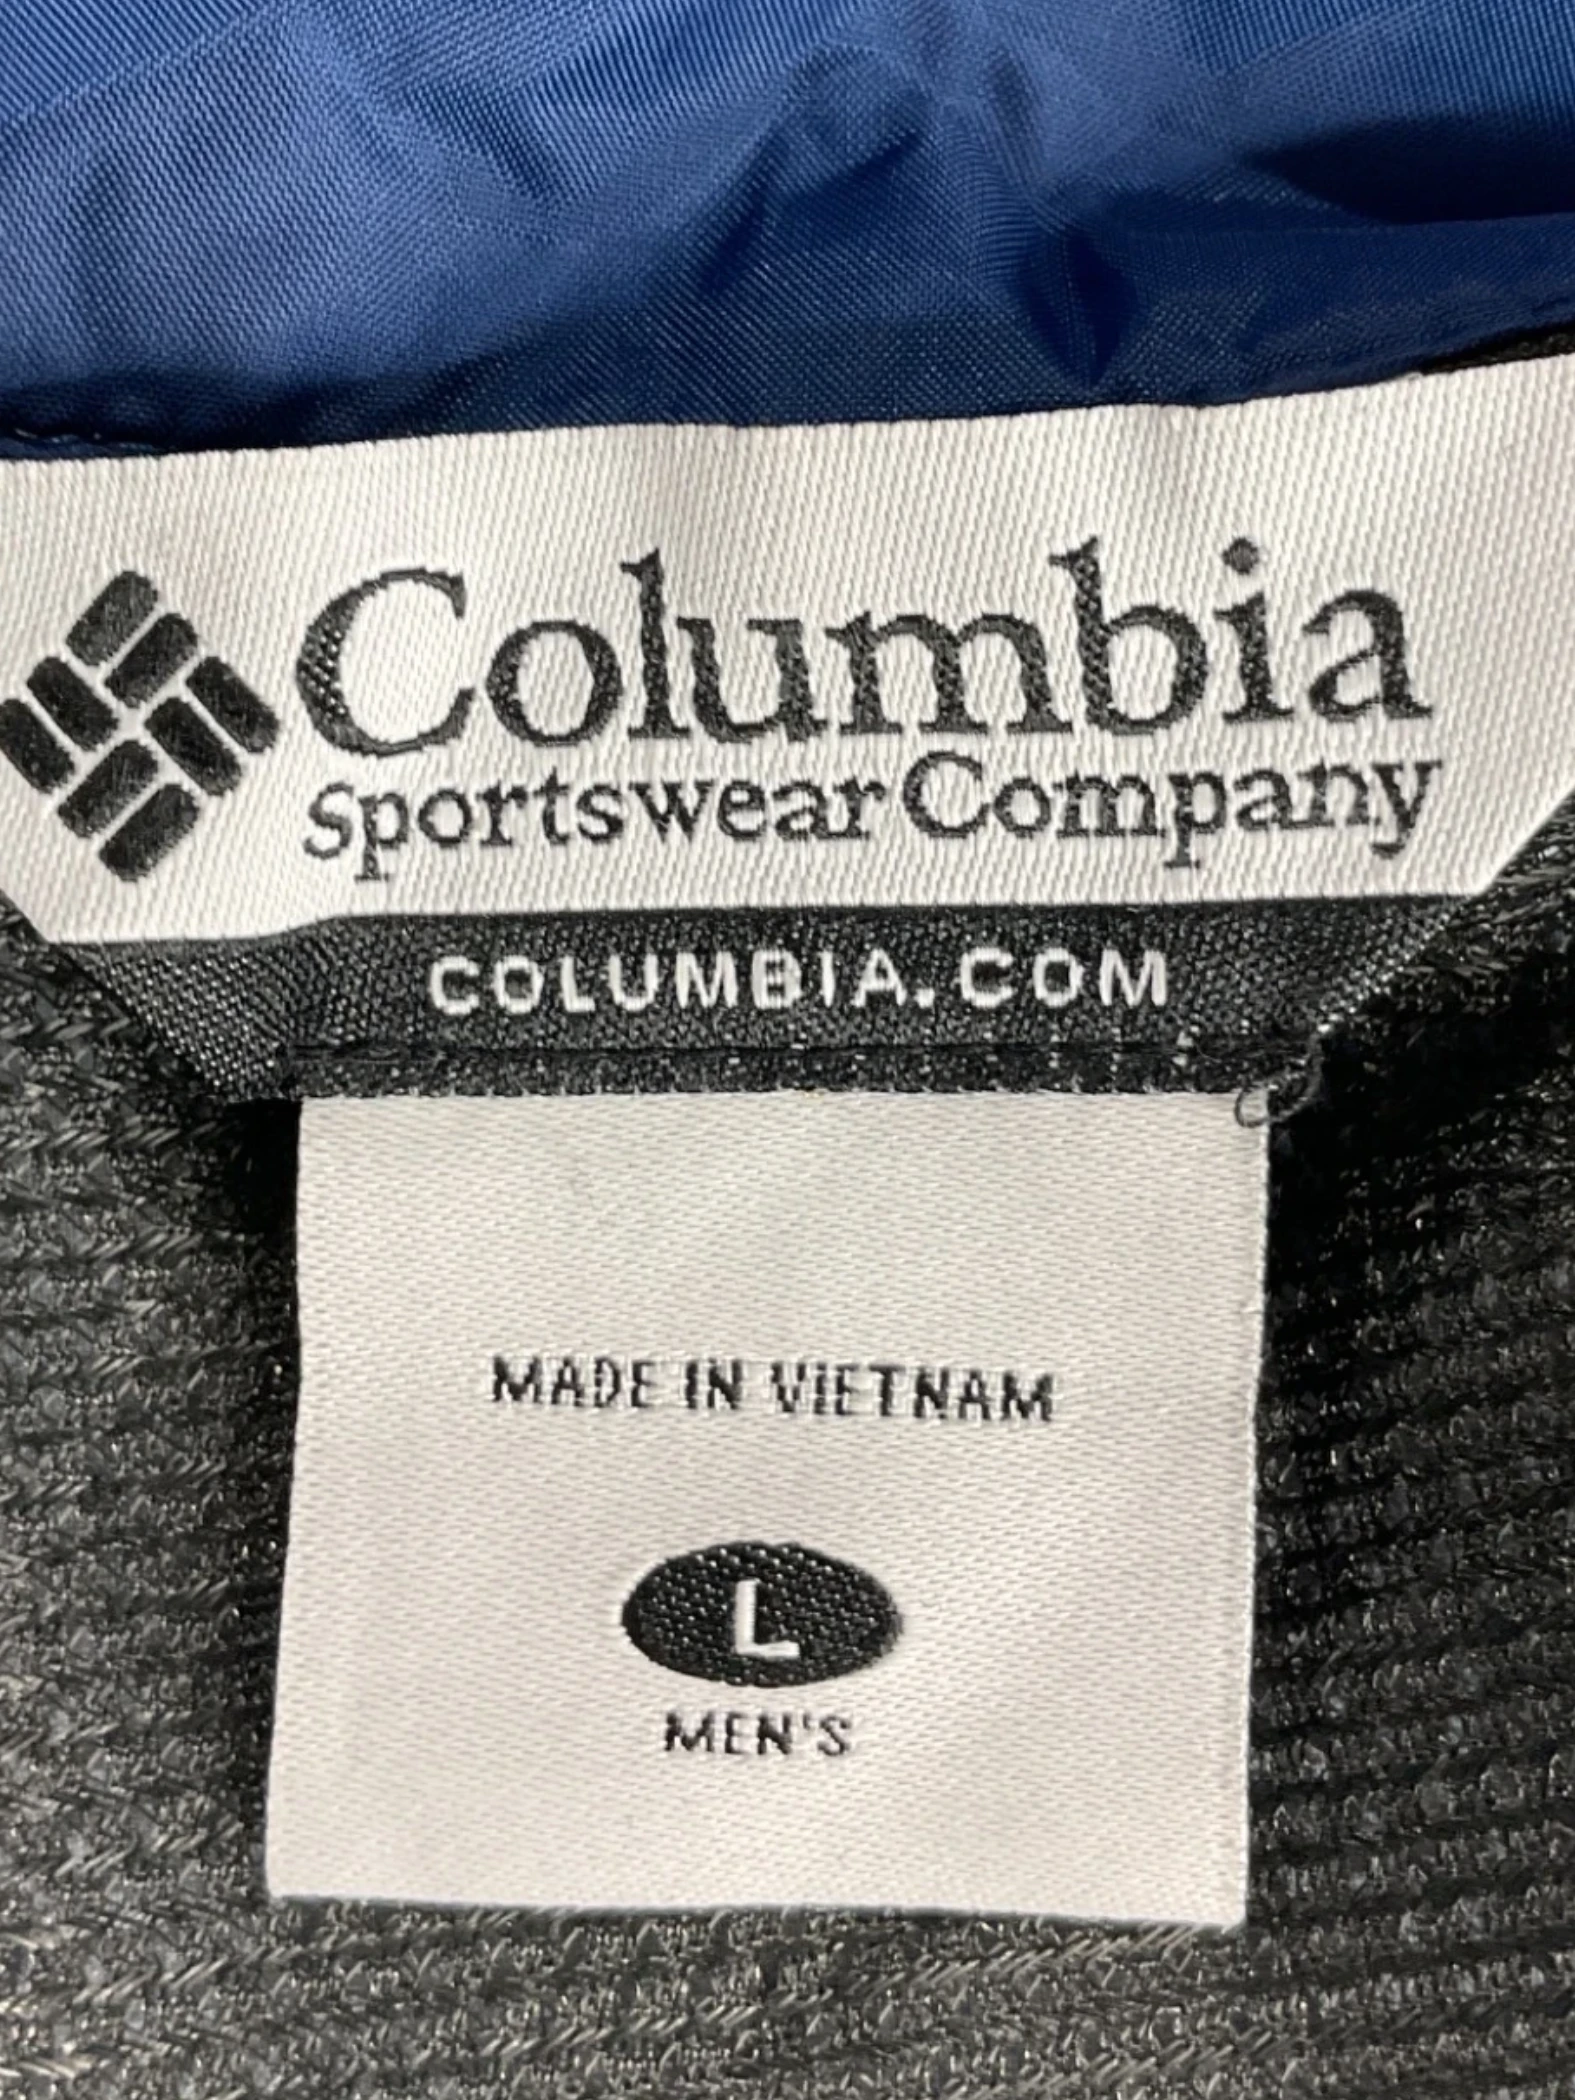 Columbia
Sportswear Company
COLUMBIA.COM
MADE IN VIETNAM
L
MEN'S